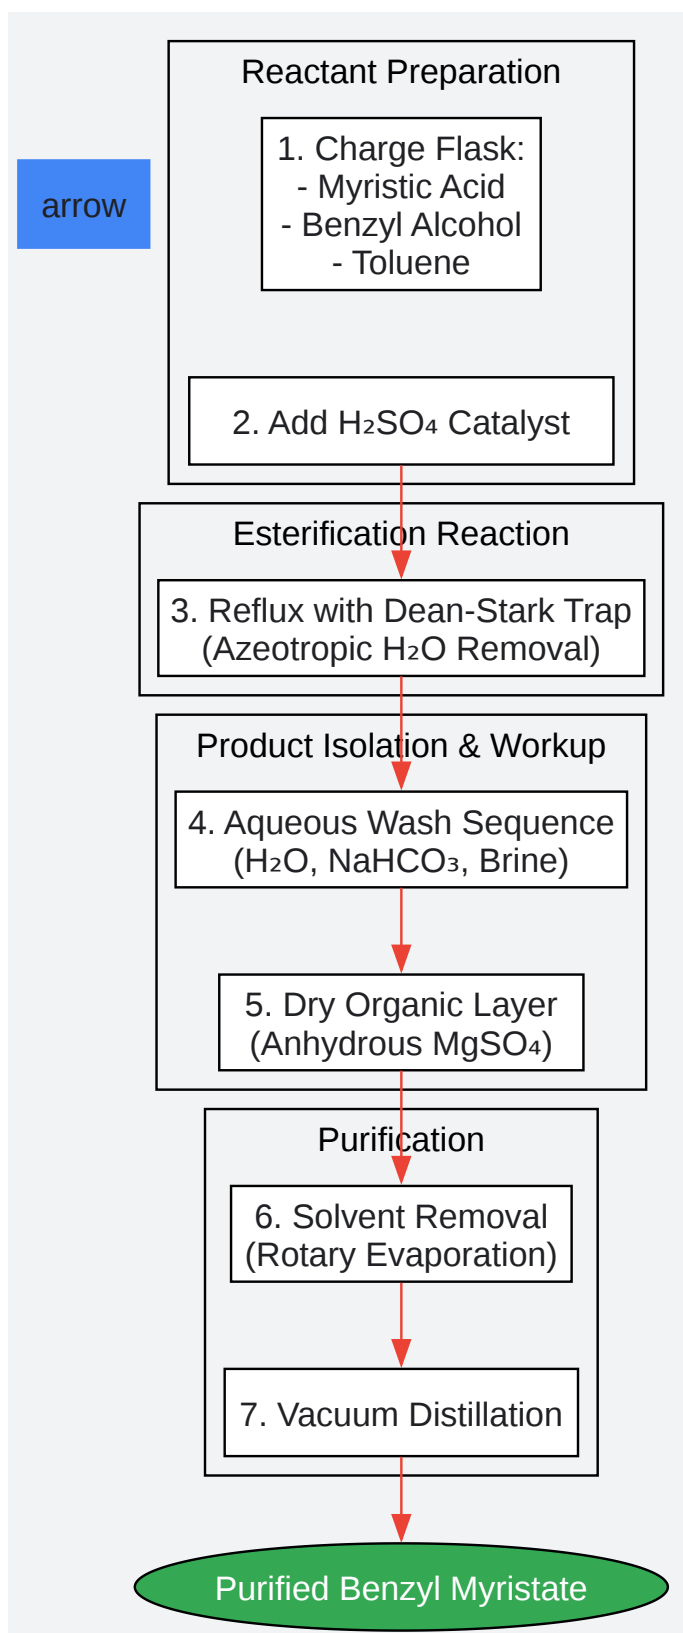 Reactant Preparation
1. Charge Flask:
- Myristic Acid
- Benzyl Alcohol
- Toluene
arrow
2. Add H₂SO₄ Catalyst
Esterification Reaction
3. Reflux with Dean-Stark Trap
(Azeotropic H₂O Removal)
Product Isolation & Workup
4. Aqueous Wash Sequence
(H₂O, NaHCO₃, Brine)
5. Dry Organic Layer
(Anhydrous MgSO₄)
Purification
6. Solvent Removal
(Rotary Evaporation)
7. Vacuum Distillation
Purified Benzyl Myristate